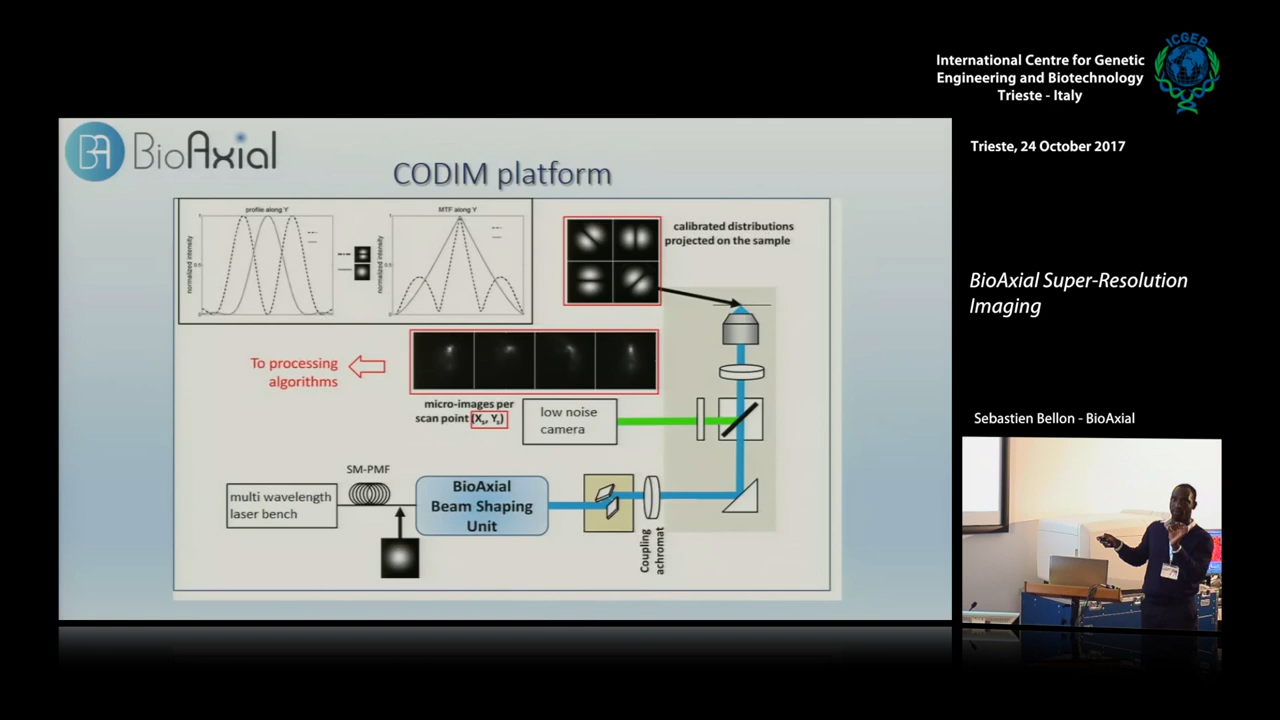 International Centre for Genetic
Engineering and Biotechnology
Trieste - Italy
ICGEB
Trieste, 24 October 2017
BioAxial Super-Resolution
Imaging
Sebastien Bellon - BioAxial
BA BioAxial
CODIM platform
profile along Y
MTF along Y
normalized intensity
normalized intensity
calibrated distributions
projected on the sample
To processing
algorithms
micro-images per
scan point (Xs, Ys)
low noise
camera
SM-PMF
multi wavelength
laser bench
BioAxial
Beam Shaping
Unit
Coupling
achromat